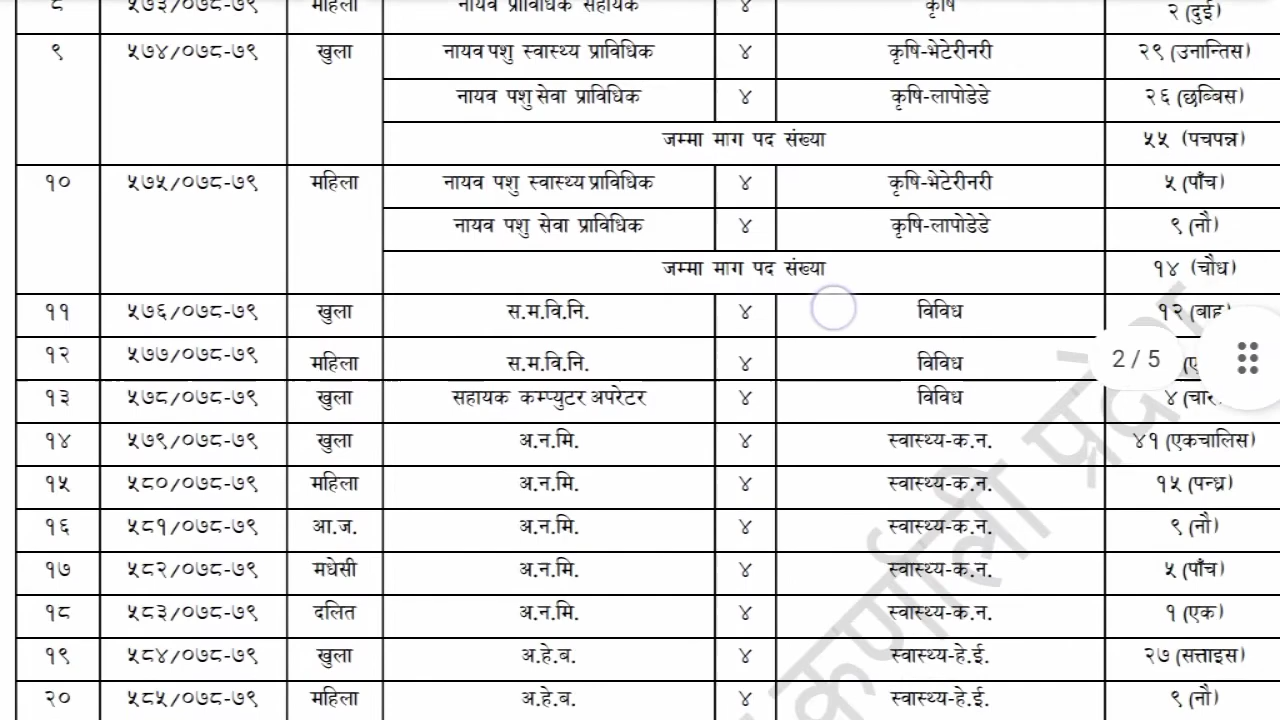 ८ ५७३/०७८-७९ महिला नायव प्राविधिक सहायक ४ कृषि २ (दुई)
९ ५७४/०७८-७९ खुला नायव पशु स्वास्थ्य प्राविधिक ४ कृषि-भेटेरीनरी २९ (उनान्तिस)
नायव पशु सेवा प्राविधिक ४ कृषि-लापोडेडे २६ (छब्बिस)
जम्मा माग पद संख्या ५५ (पचपन्न)
१० ५७५/०७८-७९ महिला नायव पशु स्वास्थ्य प्राविधिक ४ कृषि-भेटेरीनरी ५ (पाँच)
नायव पशु सेवा प्राविधिक ४ कृषि-लापोडेडे ९ (नौ)
जम्मा माग पद संख्या १४ (चौध)
११ ५७६/०७८-७९ खुला स.म.वि.नि. ४ विविध १२ (बाह्र
१२ ५७७/०७८-७९ महिला स.म.वि.नि. ४ विविध
2 / 5
१३ ५७८/०७८-७९ खुला सहायक कम्प्युटर अपरेटर ४ विविध ४ (चार
१४ ५७९/०७८-७९ खुला अ.न.मि. ४ स्वास्थ्य-क.न. ४१ (एकचालिस)
१५ ५८०/०७८-७९ महिला अ.न.मि. ४ स्वास्थ्य-क.न. १५ (पन्ध्र)
१६ ५८१/०७८-७९ आ.ज. अ.न.मि. ४ स्वास्थ्य-क.न. ९ (नौ)
१७ ५८२/०७८-७९ मधेसी अ.न.मि. ४ स्वास्थ्य-क.न. ५ (पाँच)
१८ ५८३/०७८-७९ दलित अ.न.मि. ४ स्वास्थ्य-क.न. १ (एक)
१९ ५८४/०७८-७९ खुला अ.हे.ब. ४ स्वास्थ्य-हे.ई. २७ (सत्ताइस)
२० ५८५/०७८-७९ महिला अ.हे.ब. ४ स्वास्थ्य-हे.ई. ९ (नौ)
कर्णाली